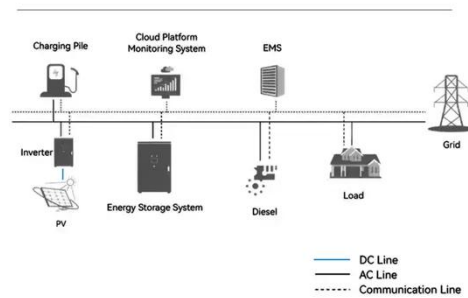 Charging Pile
Cloud Platform
Monitoring System
EMS
Grid
Inverter
PV
Energy Storage System
Diesel
Load
DC Line
AC Line
Communication Line